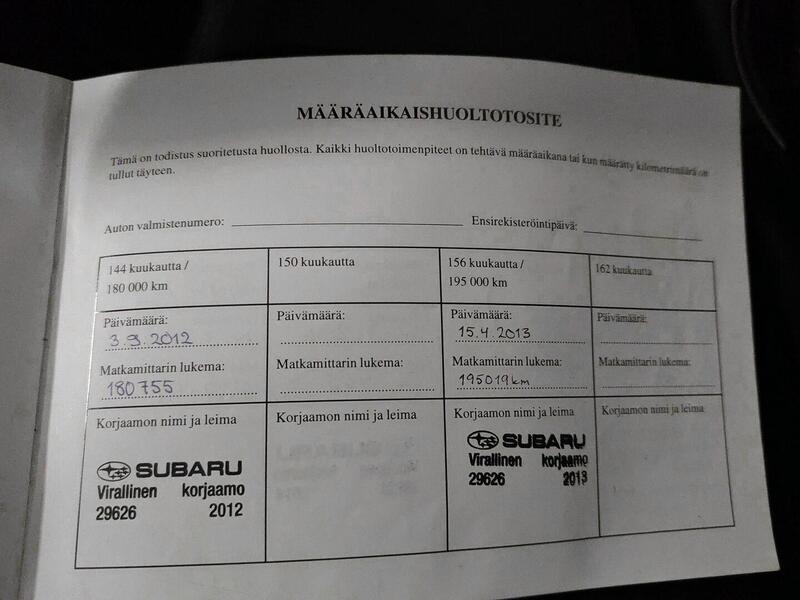 MÄÄRÄAIKAISHUOLTOTOSITE
Tämä on todistus suoritetusta huollosta. Kaikki huoltotoimenpiteet on tehtävä määräaikana tai kun määrätty kilometrimäärä on
tullut täyteen.
Auton valmistenumero:
Ensirekisteröintipäivä:
144 kuukautta /
180 000 km
150 kuukautta
156 kuukautta /
195 000 km
162 kuukautta
Päivämäärä:
3.9.2012
Päivämäärä:
Päivämäärä:
15.4.2013
Päivämäärä:
Matkamittarin lukema:
180 755
Matkamittarin lukema:
Matkamittarin lukema:
195019 km
Matkamittarin lukema:
Korjaamon nimi ja leima
SUBARU
Virallinen korjaamo
29626 2012
Korjaamon nimi ja leima
Korjaamon nimi ja leima
SUBARU
Virallinen korjaamo
29626 2013
Korjaamon nimi ja leima